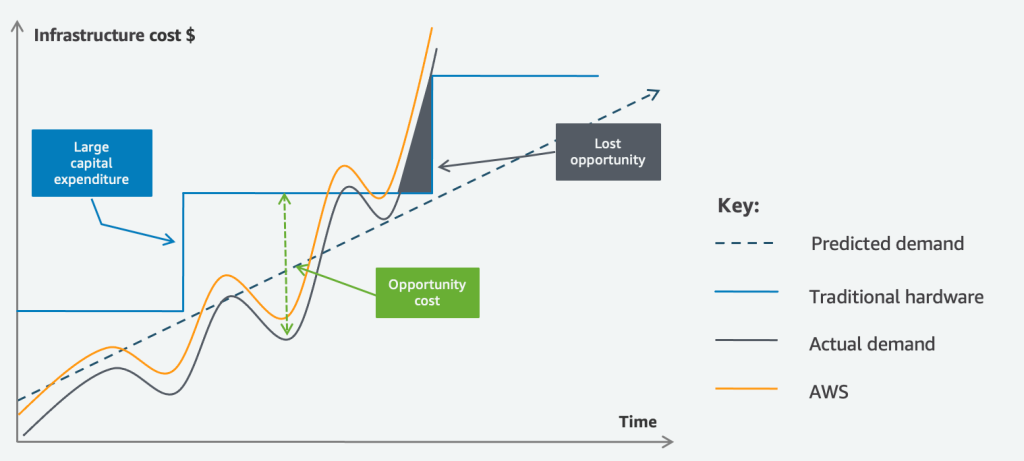 Infrastructure cost $
Large
capital
expenditure
Lost
opportunity
Opportunity
cost
Time
Key:
Predicted demand
Traditional hardware
Actual demand
AWS